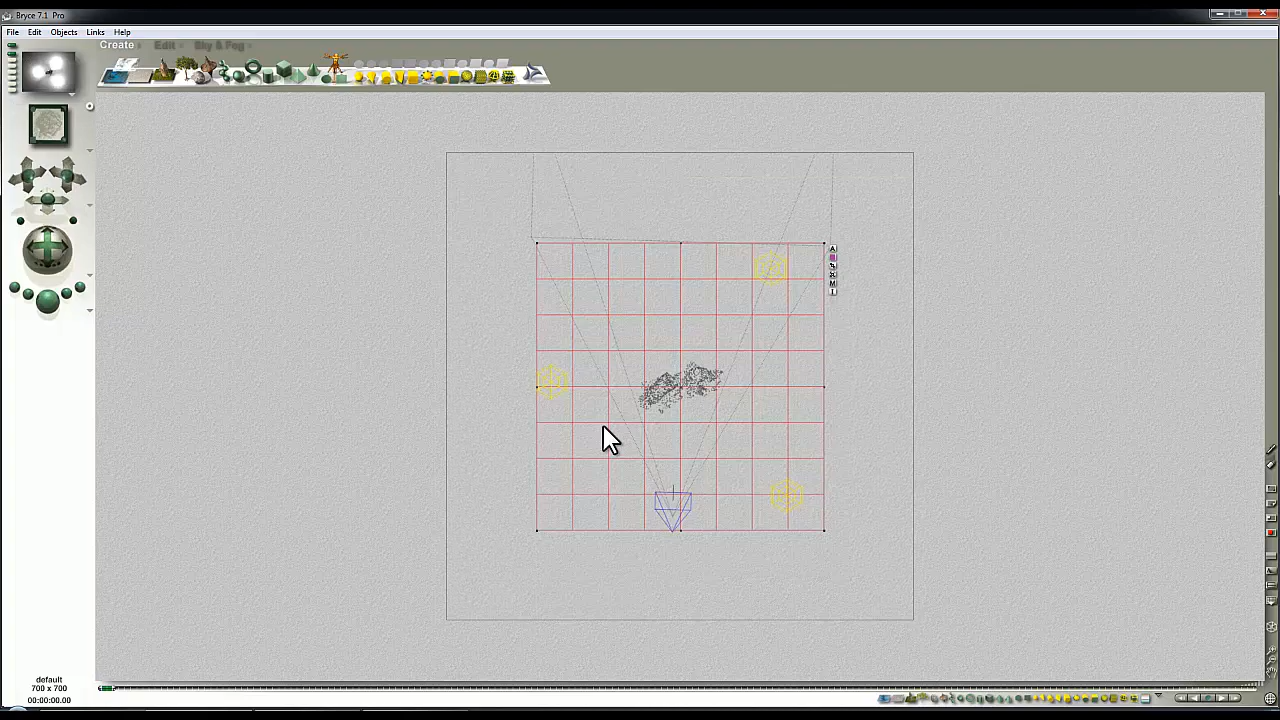 Bryce 7.1 Pro
File Edit Objects Links Help
Create Edit Sky & Fog
A
M
I
default
700 x 700
00:00:00.00